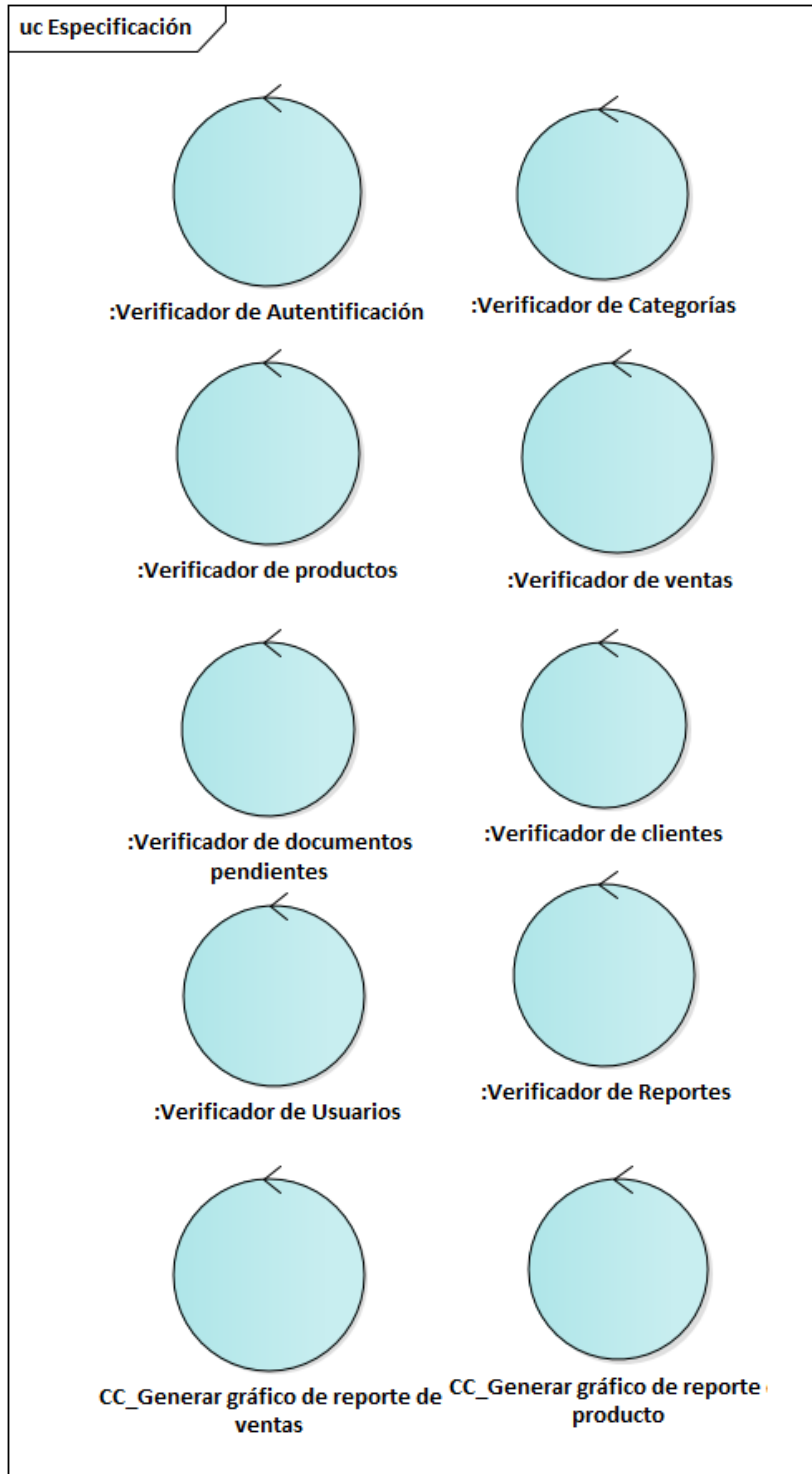 uc Especificación
:Verificador de Autentificación
:Verificador de Categorías
:Verificador de productos
:Verificador de ventas
:Verificador de documentos
pendientes
:Verificador de clientes
:Verificador de Usuarios
:Verificador de Reportes
CC_Generar gráfico de reporte de
ventas
CC_Generar gráfico de reporte
producto